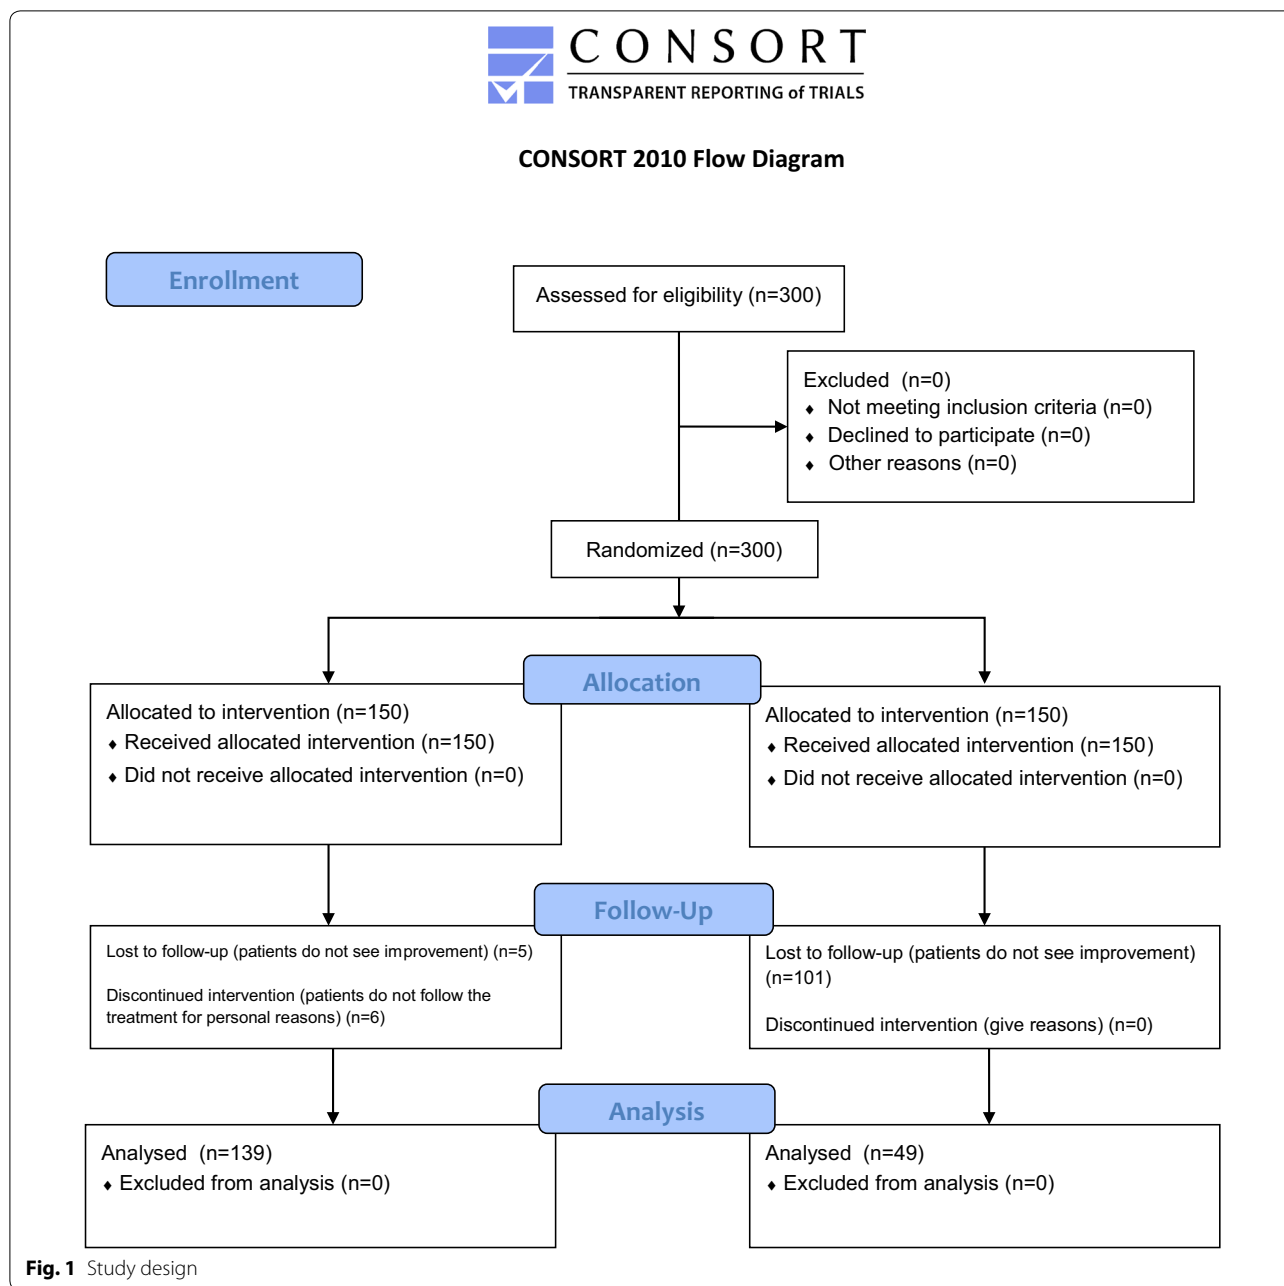 CONSORT
TRANSPARENT REPORTING of TRIALS
CONSORT 2010 Flow Diagram
Enrollment
Assessed for eligibility (n=300)
Excluded (n=0)
♦ Not meeting inclusion criteria (n=0)
♦ Declined to participate (n=0)
♦ Other reasons (n=0)
Randomized (n=300)
Allocation
Allocated to intervention (n=150)
♦ Received allocated intervention (n=150)
♦ Did not receive allocated intervention (n=0)
Allocated to intervention (n=150)
♦ Received allocated intervention (n=150)
♦ Did not receive allocated intervention (n=0)
Follow-Up
Lost to follow-up (patients do not see improvement) (n=5)
Discontinued intervention (patients do not follow the
treatment for personal reasons) (n=6)
Lost to follow-up (patients do not see improvement)
(n=101)
Discontinued intervention (give reasons) (n=0)
Analysis
Analysed (n=139)
♦ Excluded from analysis (n=0)
Analysed (n=49)
♦ Excluded from analysis (n=0)
Fig. 1 Study design